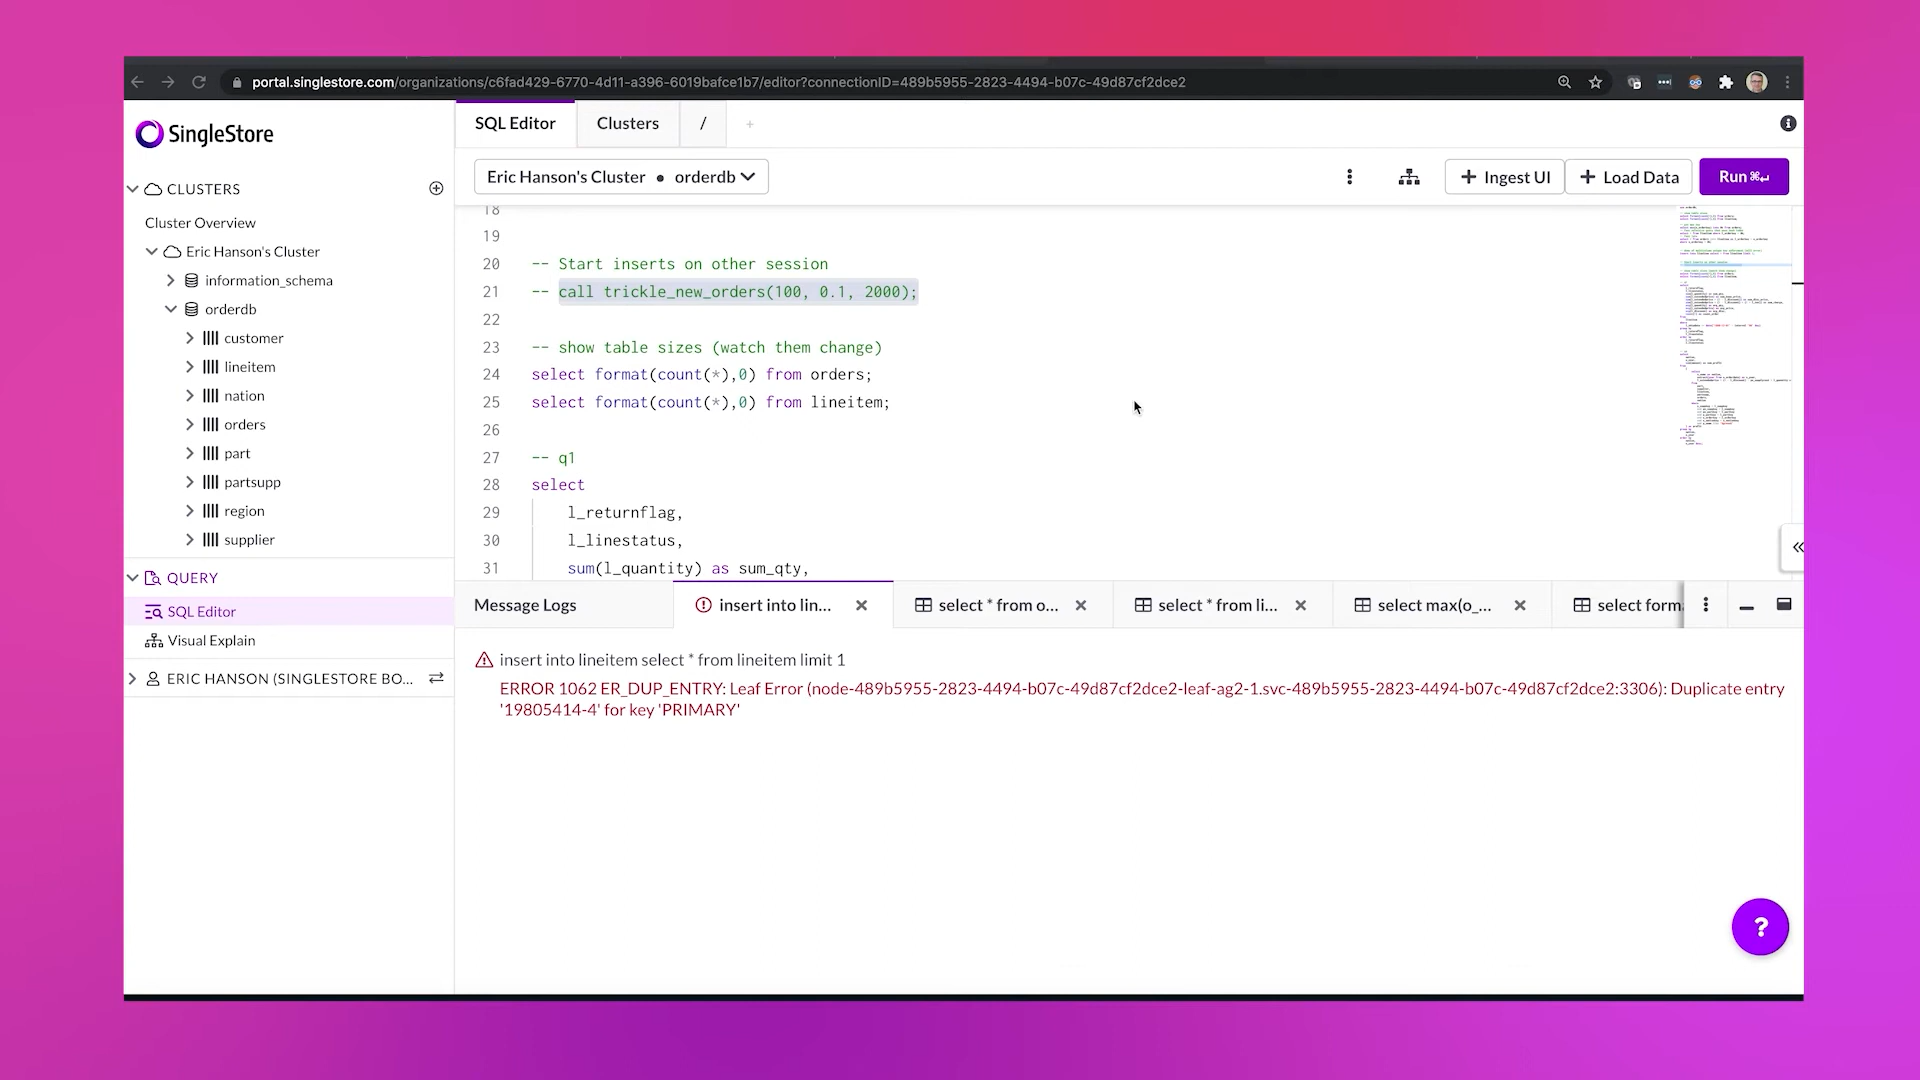 portal.singlestore.com/organizations/c6fad429-6770-4d11-a396-6019bafce1b7/editor?connectionID=489b5955-2823-4494-b07c-49d87cf2dce2
SingleStore
SQL Editor
Clusters
/
+
CLUSTERS
Cluster Overview
Eric Hanson's Cluster
information_schema
orderdb
customer
lineitem
nation
orders
part
partsupp
region
supplier
QUERY
SQL Editor
Visual Explain
ERIC HANSON (SINGLESTORE BO...
Eric Hanson's Cluster • orderdb
+ Ingest UI
+ Load Data
Run ⌘↵
18
19
20 -- Start inserts on other session
21 -- call trickle_new_orders(100, 0.1, 2000);
22
23 -- show table sizes (watch them change)
24 select format(count(*),0) from orders;
25 select format(count(*),0) from lineitem;
26
27 -- q1
28 select
29 l_returnflag,
30 l_linestatus,
31 sum(l_quantity) as sum_qty,
Message Logs
insert into lin...
select * from o...
select * from li...
select max(o_...
select form
insert into lineitem select * from lineitem limit 1
ERROR 1062 ER_DUP_ENTRY: Leaf Error (node-489b5955-2823-4494-b07c-49d87cf2dce2-leaf-ag2-1.svc-489b5955-2823-4494-b07c-49d87cf2dce2:3306): Duplicate entry
'19805414-4' for key 'PRIMARY'
?